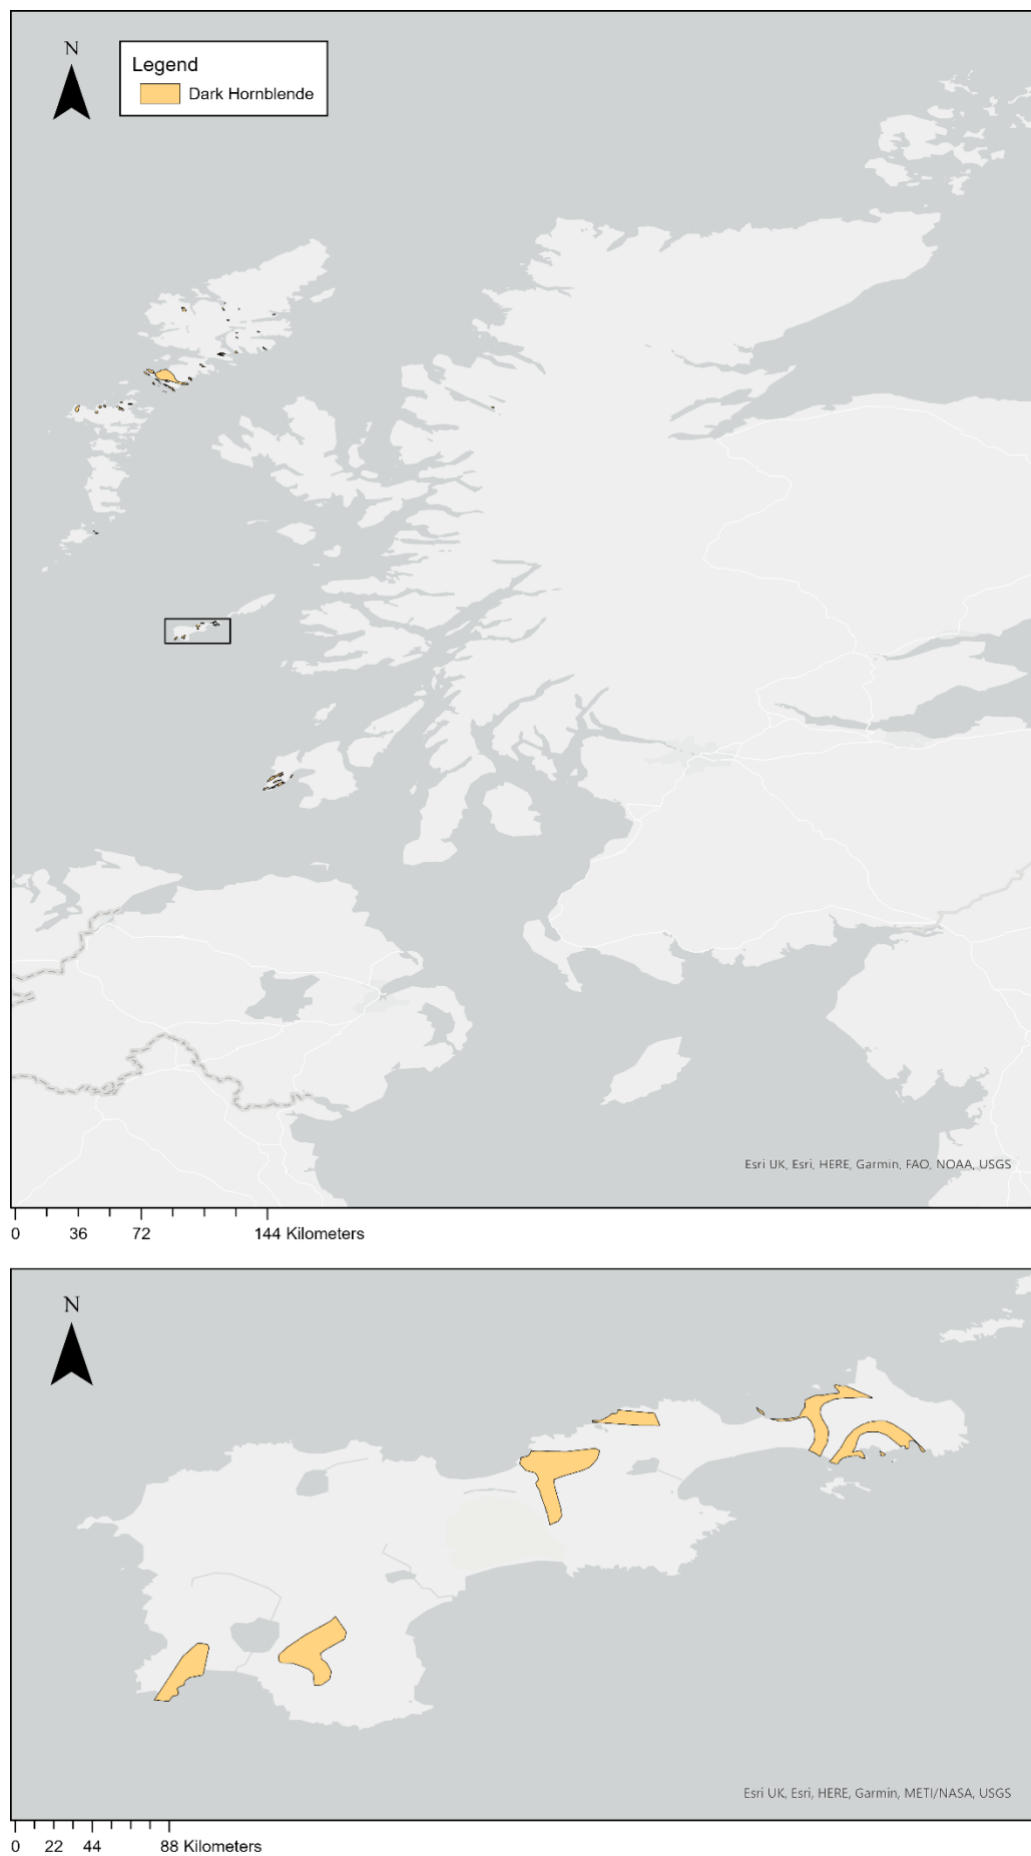 N
Legend
Dark Hornblende
Esri UK, Esri, HERE, Garmin, FAO, NOAA, USGS
0 36 72 144 Kilometers
N
Esri UK, Esri, HERE, Garmin, METI/NASA, USGS
0 22 44 88 Kilometers